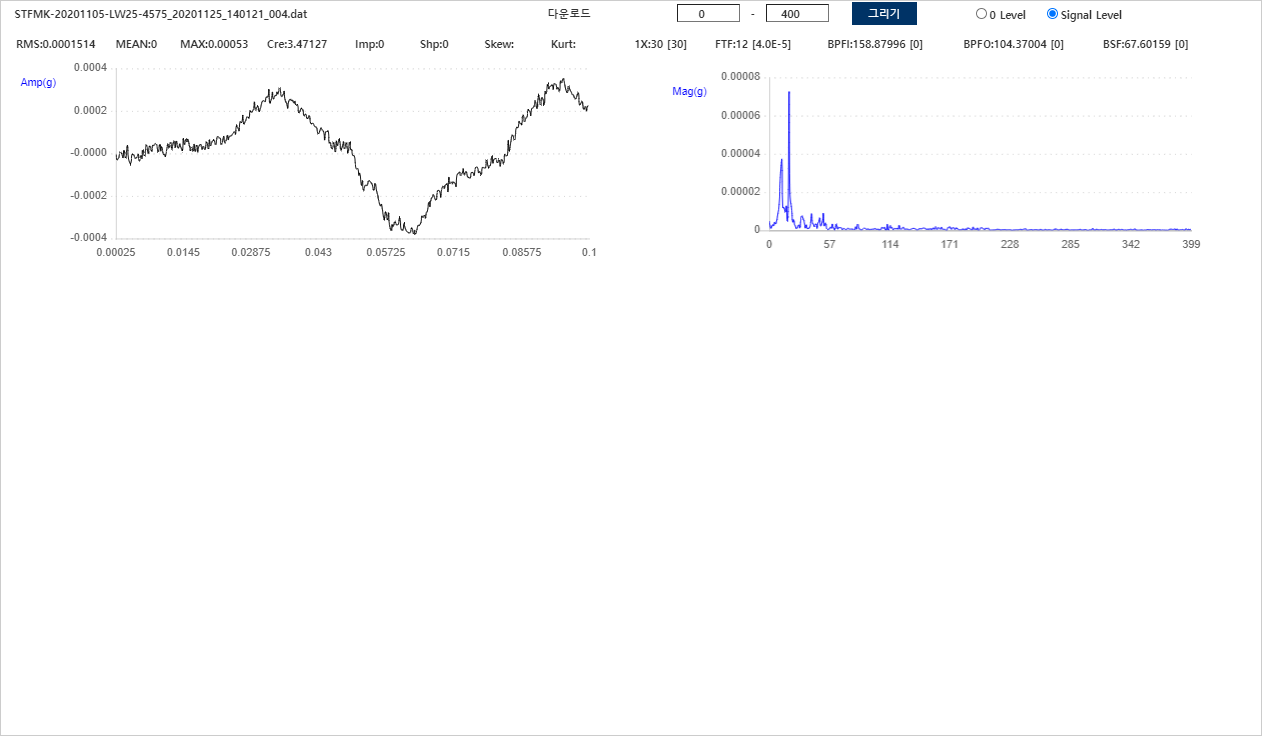 STFMK-20201105-LW25-4575_20201125_140121_004.dat 다운로드 0 - 400 그리기 0 Level Signal Level
RMS:0.0001514 MEAN:0 MAX:0.00053 Cre:3.47127 Imp:0 Shp:0 Skew: Kurt: 1X:30 [30] FTF:12 [4.0E-5] BPFI:158.87996 [0] BPFO:104.37004 [0] BSF:67.60159 [0]
Amp(g)
0.0004
0.0002
-0.0000
-0.0002
-0.0004
0.00025 0.0145 0.02875 0.043 0.05725 0.0715 0.08575 0.1
Mag(g)
0.00008
0.00006
0.00004
0.00002
0
0 57 114 171 228 285 342 399